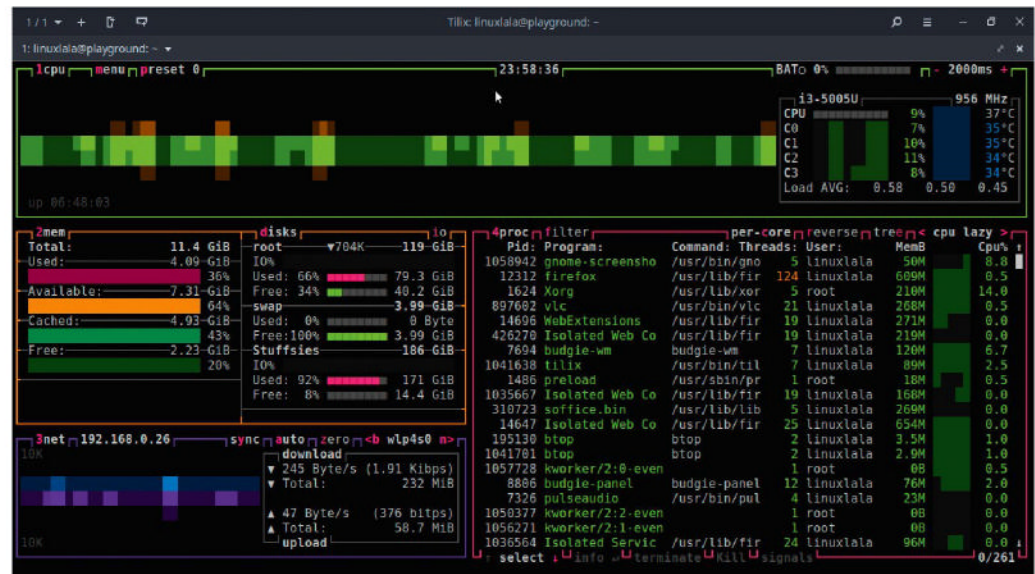 1 / 1
Tilix: linuxlala@playground: ~
1: linuxlala@playground: ~
1cpu menu preset 0 23:58:36 BAT○ 0% - 2000ms +
i3-5005U 956 MHz
CPU 9% 37°C
C0 7% 35°C
C1 10% 35°C
C2 11% 34°C
C3 8% 34°C
Load AVG: 0.58 0.50 0.45
up 06:48:03
2mem
Total: 11.4 GiB
Used: 4.09 GiB
36%
Available: 7.31 GiB
64%
Cached: 4.93 GiB
43%
Free: 2.23 GiB
20%
disks io
root ▼704K 119 GiB
IO%
Used: 66% 79.3 GiB
Free: 34% 40.2 GiB
swap 3.99 GiB
Used: 0% 0 Byte
Free:100% 3.99 GiB
Stuffsies 186 GiB
IO%
Used: 92% 171 GiB
Free: 8% 14.4 GiB
3net 192.168.0.26 sync auto zero <b wlp4s0 n>
10K
download
▼ 245 Byte/s (1.91 Kibps)
▼ Total: 232 MiB
▲ 47 Byte/s (376 bitps)
▲ Total: 58.7 MiB
upload
10K
4proc filter per-core reverse tree < cpu lazy >
Pid: Program: Command: Threads: User: MemB Cpu% ↑
1058942 gnome-screensho /usr/bin/gno 5 linuxlala 50M 8.8
12312 firefox /usr/lib/fir 124 linuxlala 609M 0.5
1624 Xorg /usr/lib/xor 5 root 210M 14.0
897602 vlc /usr/bin/vlc 21 linuxlala 268M 0.5
14696 WebExtensions /usr/lib/fir 19 linuxlala 271M 0.0
426270 Isolated Web Co /usr/lib/fir 19 linuxlala 219M 0.0
7694 budgie-wm budgie-wm 7 linuxlala 120M 6.7
1041638 tilix /usr/bin/til 7 linuxlala 89M 2.5
1486 preload /usr/sbin/pr 1 root 18M 0.5
1035667 Isolated Web Co /usr/lib/fir 19 linuxlala 168M 0.0
310723 soffice.bin /usr/lib/lib 5 linuxlala 269M 0.0
14647 Isolated Web Co /usr/lib/fir 25 linuxlala 654M 0.0
195130 btop btop 2 linuxlala 3.5M 1.0
1041701 btop btop 2 linuxlala 2.9M 1.0
1057728 kworker/2:0-even 1 root 0B 0.5
8806 budgie-panel budgie-panel 12 linuxlala 76M 2.0
7326 pulseaudio /usr/bin/pul 4 linuxlala 23M 0.0
1050377 kworker/2:2-even 1 root 0B 0.0
1056271 kworker/2:1-even 1 root 0B 0.0
1036564 Isolated Servic /usr/lib/fir 24 linuxlala 96M 0.0 ↓
↑ select ↓ info ↵ terminate Kill signals 0/261